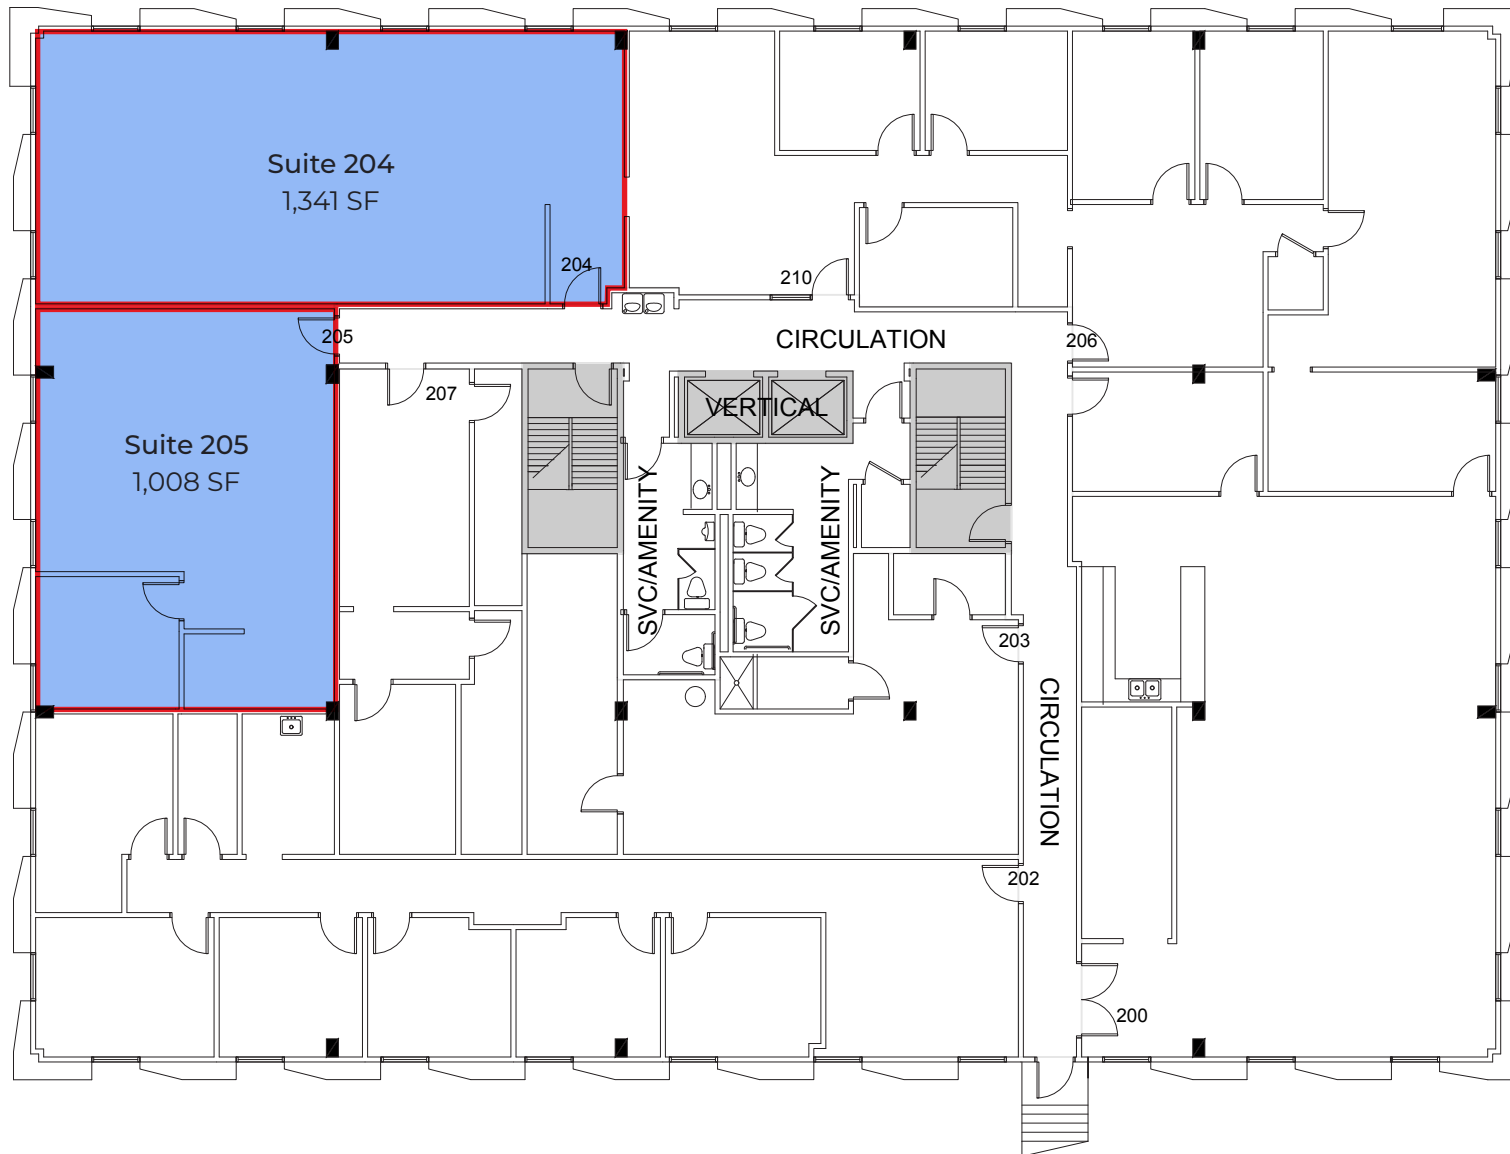 Suite 204
1,341 SF
204
210
205
CIRCULATION
206
207
VERTICAL
Suite 205
1,008 SF
SVC/AMENITY
SVC/AMENITY
203
CIRCULATION
202
200